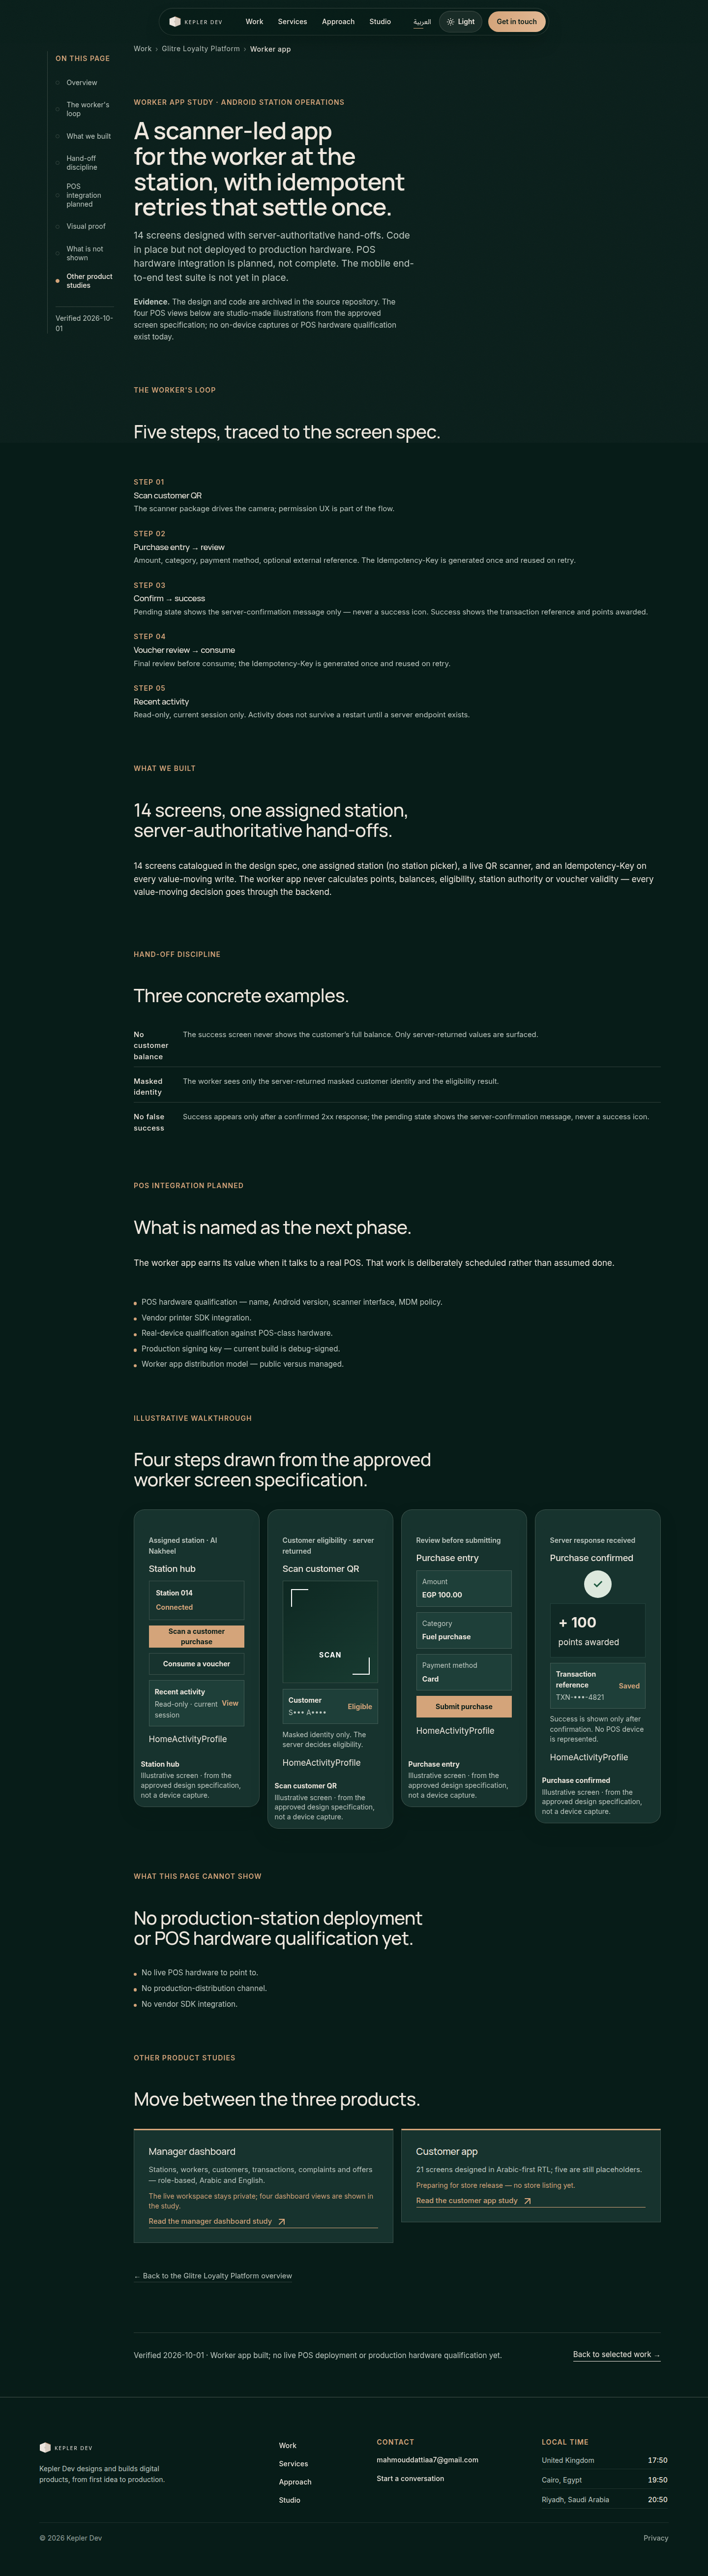 KEPLER DEV
Work
Services
Approach
Studio
العربية
Light
Get in touch
Work › Glitre Loyalty Platform › Worker app
ON THIS PAGE
Overview
The worker's
loop
What we built
Hand-off
discipline
POS
integration
planned
Visual proof
What is not
shown
Other product
studies
Verified 2026-10-
01
WORKER APP STUDY · ANDROID STATION OPERATIONS
A scanner-led app
for the worker at the
station, with idempotent
retries that settle once.
14 screens designed with server-authoritative hand-offs. Code
in place but not deployed to production hardware. POS
hardware integration is planned, not complete. The mobile end-
to-end test suite is not yet in place.
Evidence. The design and code are archived in the source repository. The
four POS views below are studio-made illustrations from the approved
screen specification; no on-device captures or POS hardware qualification
exist today.
THE WORKER'S LOOP
Five steps, traced to the screen spec.
STEP 01
Scan customer QR
The scanner package drives the camera; permission UX is part of the flow.
STEP 02
Purchase entry → review
Amount, category, payment method, optional external reference. The Idempotency-Key is generated once and reused on retry.
STEP 03
Confirm → success
Pending state shows the server-confirmation message only — never a success icon. Success shows the transaction reference and points awarded.
STEP 04
Voucher review → consume
Final review before consume; the Idempotency-Key is generated once and reused on retry.
STEP 05
Recent activity
Read-only, current session only. Activity does not survive a restart until a server endpoint exists.
WHAT WE BUILT
14 screens, one assigned station,
server-authoritative hand-offs.
14 screens catalogued in the design spec, one assigned station (no station picker), a live QR scanner, and an Idempotency-Key on
every value-moving write. The worker app never calculates points, balances, eligibility, station authority or voucher validity — every
value-moving decision goes through the backend.
HAND-OFF DISCIPLINE
Three concrete examples.
No
customer
balance
The success screen never shows the customer's full balance. Only server-returned values are surfaced.
Masked
identity
The worker sees only the server-returned masked customer identity and the eligibility result.
No false
success
Success appears only after a confirmed 2xx response; the pending state shows the server-confirmation message, never a success icon.
POS INTEGRATION PLANNED
What is named as the next phase.
The worker app earns its value when it talks to a real POS. That work is deliberately scheduled rather than assumed done.
POS hardware qualification — name, Android version, scanner interface, MDM policy.
Vendor printer SDK integration.
Real-device qualification against POS-class hardware.
Production signing key — current build is debug-signed.
Worker app distribution model — public versus managed.
ILLUSTRATIVE WALKTHROUGH
Four steps drawn from the approved
worker screen specification.
Assigned station · Al
Nakheel
Station hub
Station 014
Connected
Scan a customer
purchase
Consume a voucher
Recent activity
Read-only · current
session
View
HomeActivityProfile
Station hub
Illustrative screen · from the
approved design specification,
not a device capture.
Customer eligibility · server
returned
Scan customer QR
SCAN
Customer
S••• A••••
Eligible
Masked identity only. The
server decides eligibility.
HomeActivityProfile
Scan customer QR
Illustrative screen · from the
approved design specification,
not a device capture.
Review before submitting
Purchase entry
Amount
EGP 100.00
Category
Fuel purchase
Payment method
Card
Submit purchase
HomeActivityProfile
Purchase entry
Illustrative screen · from the
approved design specification,
not a device capture.
Server response received
Purchase confirmed
✓
+ 100
points awarded
Transaction
reference
TXN-•••-4821
Saved
Success is shown only after
confirmation. No POS device
is represented.
HomeActivityProfile
Purchase confirmed
Illustrative screen · from the
approved design specification,
not a device capture.
WHAT THIS PAGE CANNOT SHOW
No production-station deployment
or POS hardware qualification yet.
No live POS hardware to point to.
No production-distribution channel.
No vendor SDK integration.
OTHER PRODUCT STUDIES
Move between the three products.
Manager dashboard
Stations, workers, customers, transactions, complaints and offers
— role-based, Arabic and English.
The live workspace stays private; four dashboard views are shown in
the study.
Read the manager dashboard study
Customer app
21 screens designed in Arabic-first RTL; five are still placeholders.
Preparing for store release — no store listing yet.
Read the customer app study
← Back to the Glitre Loyalty Platform overview
Verified 2026-10-01 · Worker app built; no live POS deployment or production hardware qualification yet.
Back to selected work →
KEPLER DEV
Kepler Dev designs and builds digital
products, from first idea to production.
Work
Services
Approach
Studio
CONTACT
mahmouddattiaa7@gmail.com
Start a conversation
LOCAL TIME
United Kingdom 17:50
Cairo, Egypt 19:50
Riyadh, Saudi Arabia 20:50
© 2026 Kepler Dev
Privacy